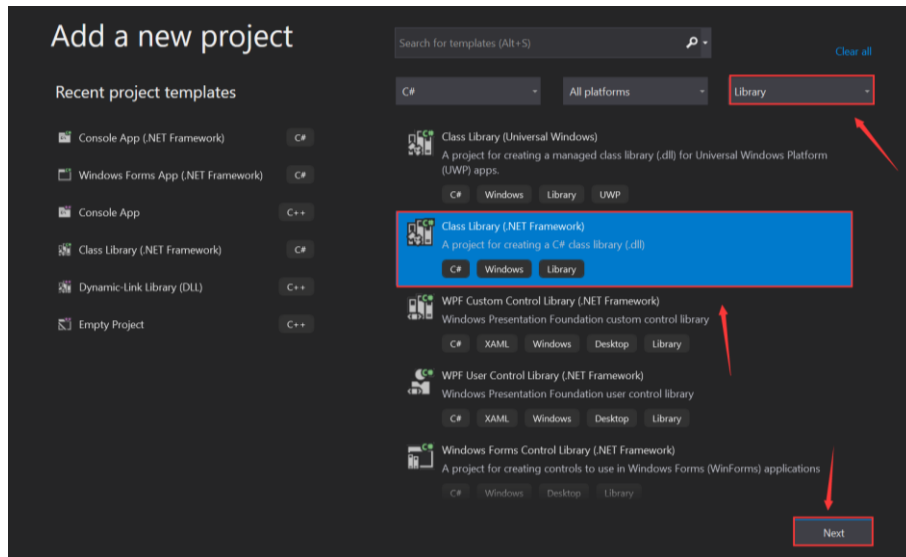 Add a new project
Search for templates (Alt+S)
Clear all
Recent project templates
C#
All platforms
Library
Console App (.NET Framework)
C#
Windows Forms App (.NET Framework)
C#
Console App
C++
Class Library (.NET Framework)
C#
Dynamic-Link Library (DLL)
C++
Empty Project
C++
Class Library (Universal Windows)
A project for creating a managed class library (.dll) for Universal Windows Platform
(UWP) apps.
C# Windows Library UWP
Class Library (.NET Framework)
A project for creating a C# class library (.dll)
C# Windows Library
WPF Custom Control Library (.NET Framework)
Windows Presentation Foundation custom control library
C# XAML Windows Desktop Library
WPF User Control Library (.NET Framework)
Windows Presentation Foundation user control library
C# XAML Windows Desktop Library
Windows Forms Control Library (.NET Framework)
A project for creating controls to use in Windows Forms (WinForms) applications
C# Windows Desktop Library
Next